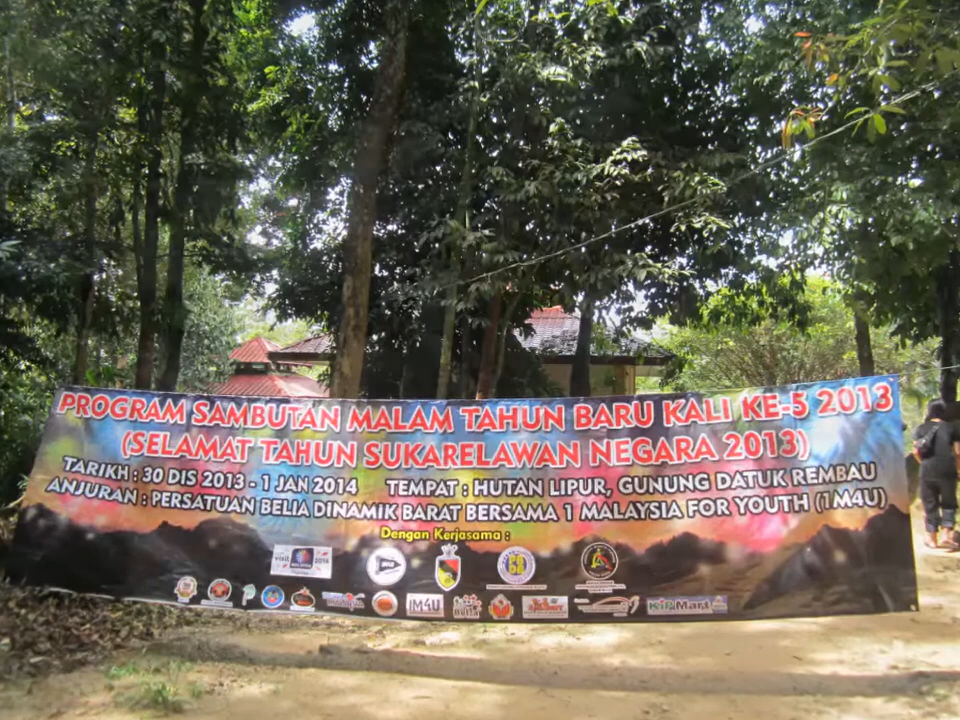 PROGRAM SAMBUTAN MALAM TAHUN BARU KALI KE-5 2013
(SELAMAT TAHUN SUKARELAWAN NEGARA 2013)
TARIKH : 30 DIS 2013 - 1 JAN 2014 TEMPAT : HUTAN LIPUR, GUNUNG DATUK REMBAU
ANJURAN : PERSATUAN BELIA DINAMIK BARAT BERSAMA 1 MALAYSIA FOR YOUTH (1M4U)
Dengan Kerjasama :
1M4U
KiP Mart